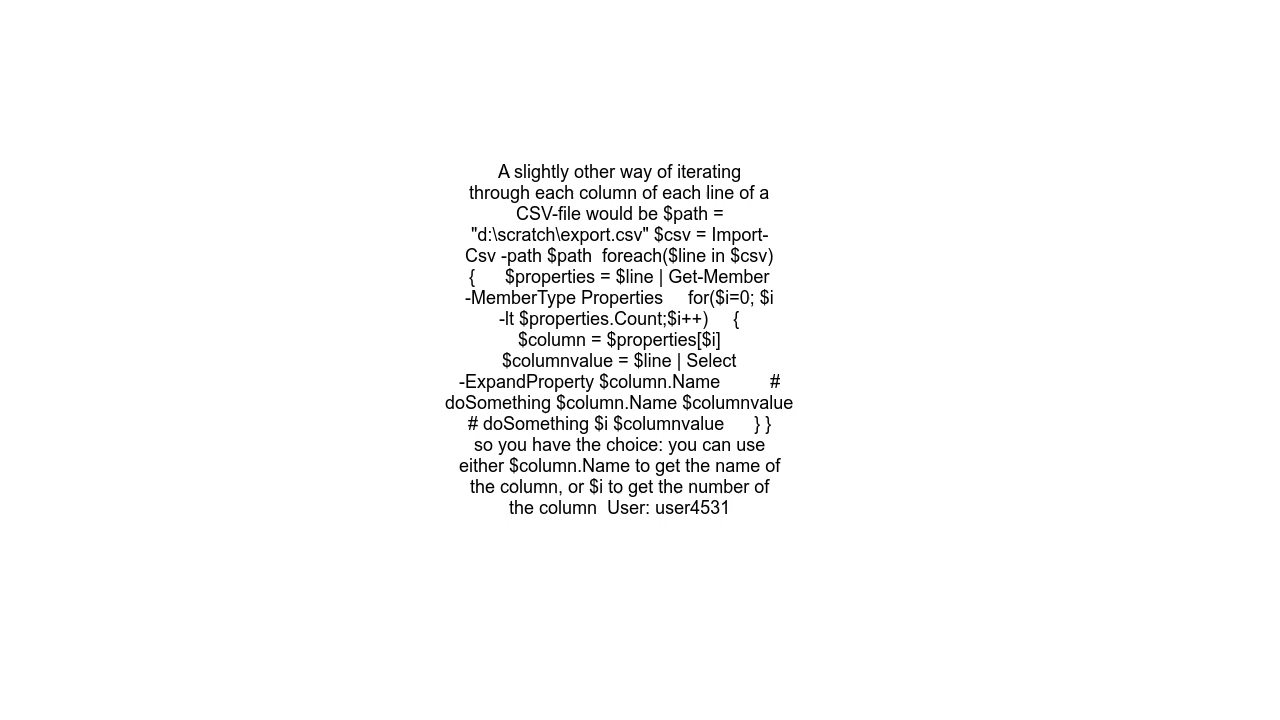 A slightly other way of iterating
through each column of each line of a
CSV-file would be $path =
"d:\scratch\export.csv" $csv = Import-
Csv -path $path  foreach($line in $csv)
{      $properties = $line | Get-Member
-MemberType Properties     for($i=0; $i
-lt $properties.Count;$i++)     {
$column = $properties[$i]
$columnvalue = $line | Select
-ExpandProperty $column.Name          #
doSomething $column.Name $columnvalue
# doSomething $i $columnvalue      } }
so you have the choice: you can use
either $column.Name to get the name of
the column, or $i to get the number of
the column  User: user4531